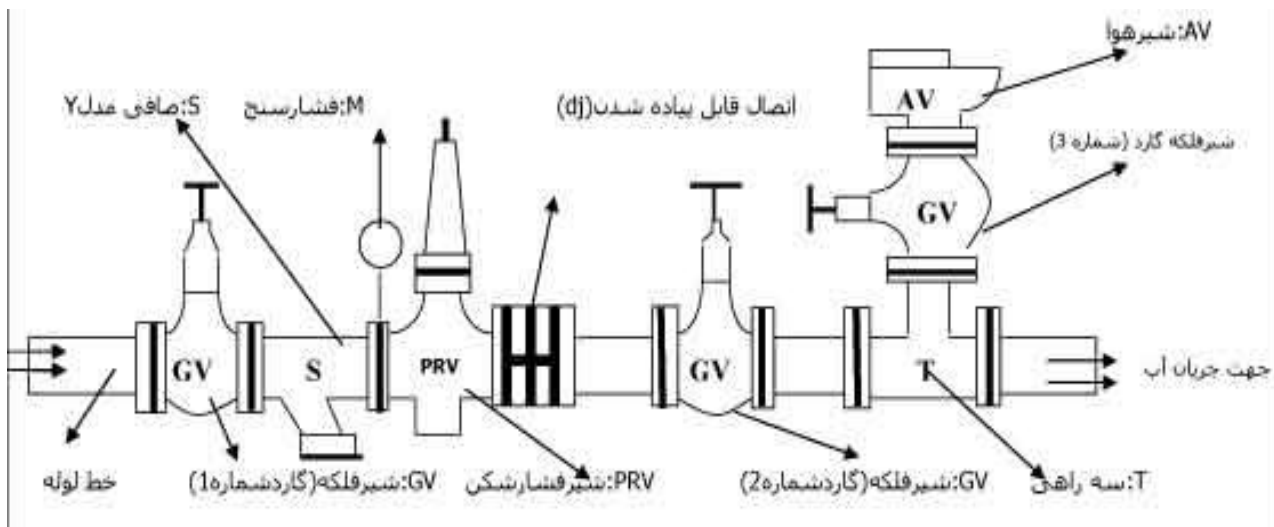 AV:شیرهوا
S:صافی مدلY
M:فشارسنج
اتصال قابل پیاده شدن(dj)
AV
شیرفلکه گارد (شماره 3)
GV
GV
S
PRV
GV
T
جهت جریان آب
خط لوله
GV:شیرفلکه(گاردشماره1)
PRV:شیرفشارشکن
GV:شیرفلکه(گاردشماره2)
T:سه راهی